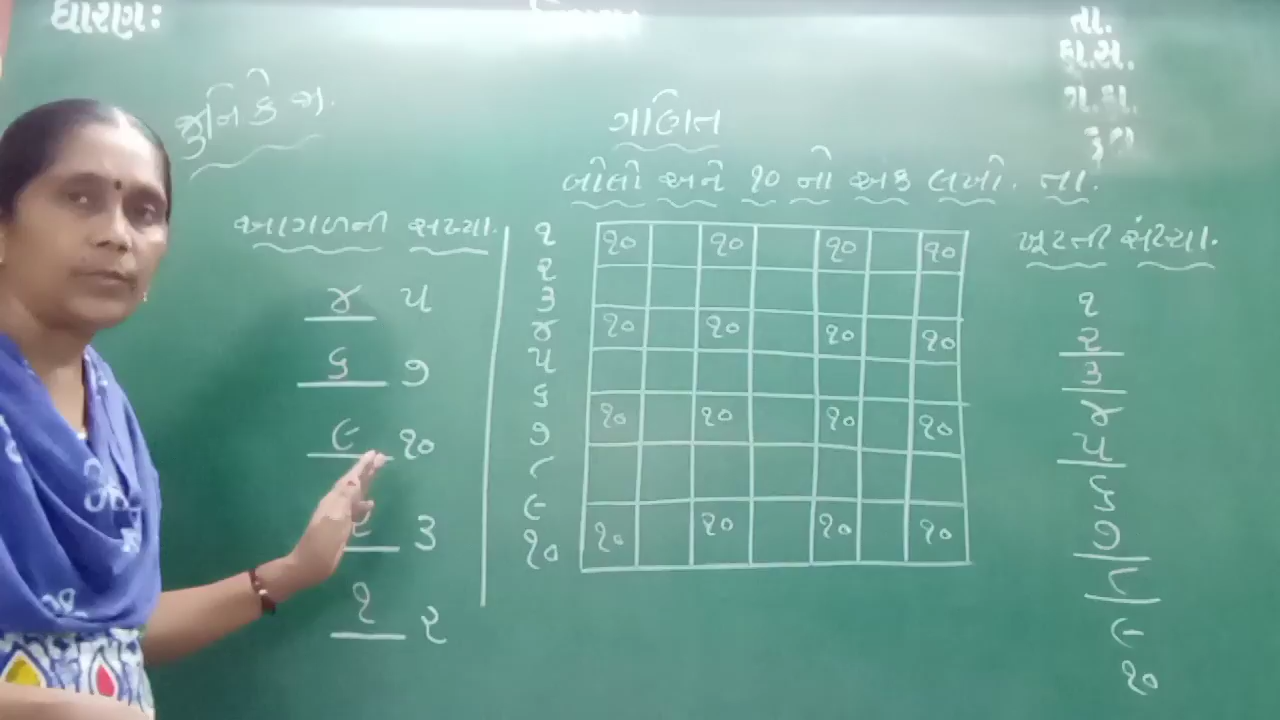 ધોરણઃ
તા.
જુનિ કે.જી.
ગણિત
બોલો અને ૧૦ નો અંક લખો. તા.
આગળની સંખ્યા.
૪ ૫
૬ ૭
૯ ૧૦
૨ ૩
૧ ૨
૧
૨
૩
૪
૫
૬
૭
૮
૯
૧૦
૧૦ ૧૦ ૧૦ ૧૦
૧૦ ૧૦ ૧૦ ૧૦
૧૦ ૧૦ ૧૦ ૧૦
૧૦ ૧૦ ૧૦ ૧૦
ખૂટતી સંખ્યા.
૧
૨
૩
૪
૫
૬
૭
૮
૯
૧૦